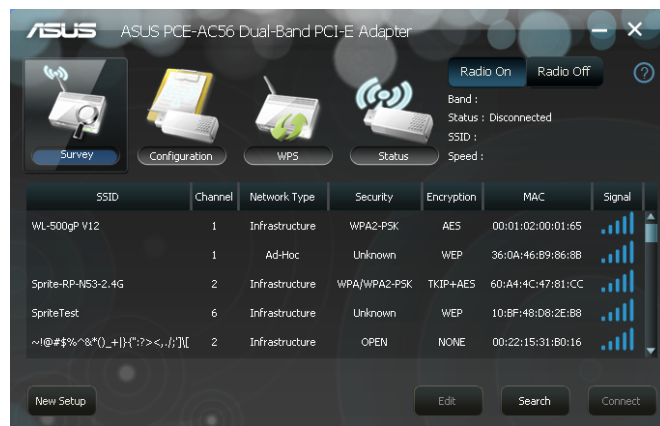 ASUS ASUS PCE-AC56 Dual-Band PCI-E Adapter
Radio On Radio Off ?
Band :
Status : Disconnected
SSID :
Speed :
Survey Configuration WPS Status
SSID Channel Network Type Security Encryption MAC Signal
WL-500gP V12 1 Infrastructure WPA2-PSK AES 00:01:02:00:01:65
1 Ad-Hoc Unknown WEP 36:0A:46:B9:86:8B
Sprite-RP-N53-2.4G 2 Infrastructure WPA/WPA2-PSK TKIP+AES 60:A4:4C:47:81:CC
SpriteTest 6 Infrastructure Unknown WEP 10:BF:48:D8:2E:B8
~!@#$%^&*()_+|}{":?><,./;']\[ 2 Infrastructure OPEN NONE 00:22:15:31:B0:16
New Setup Edit Search Connect